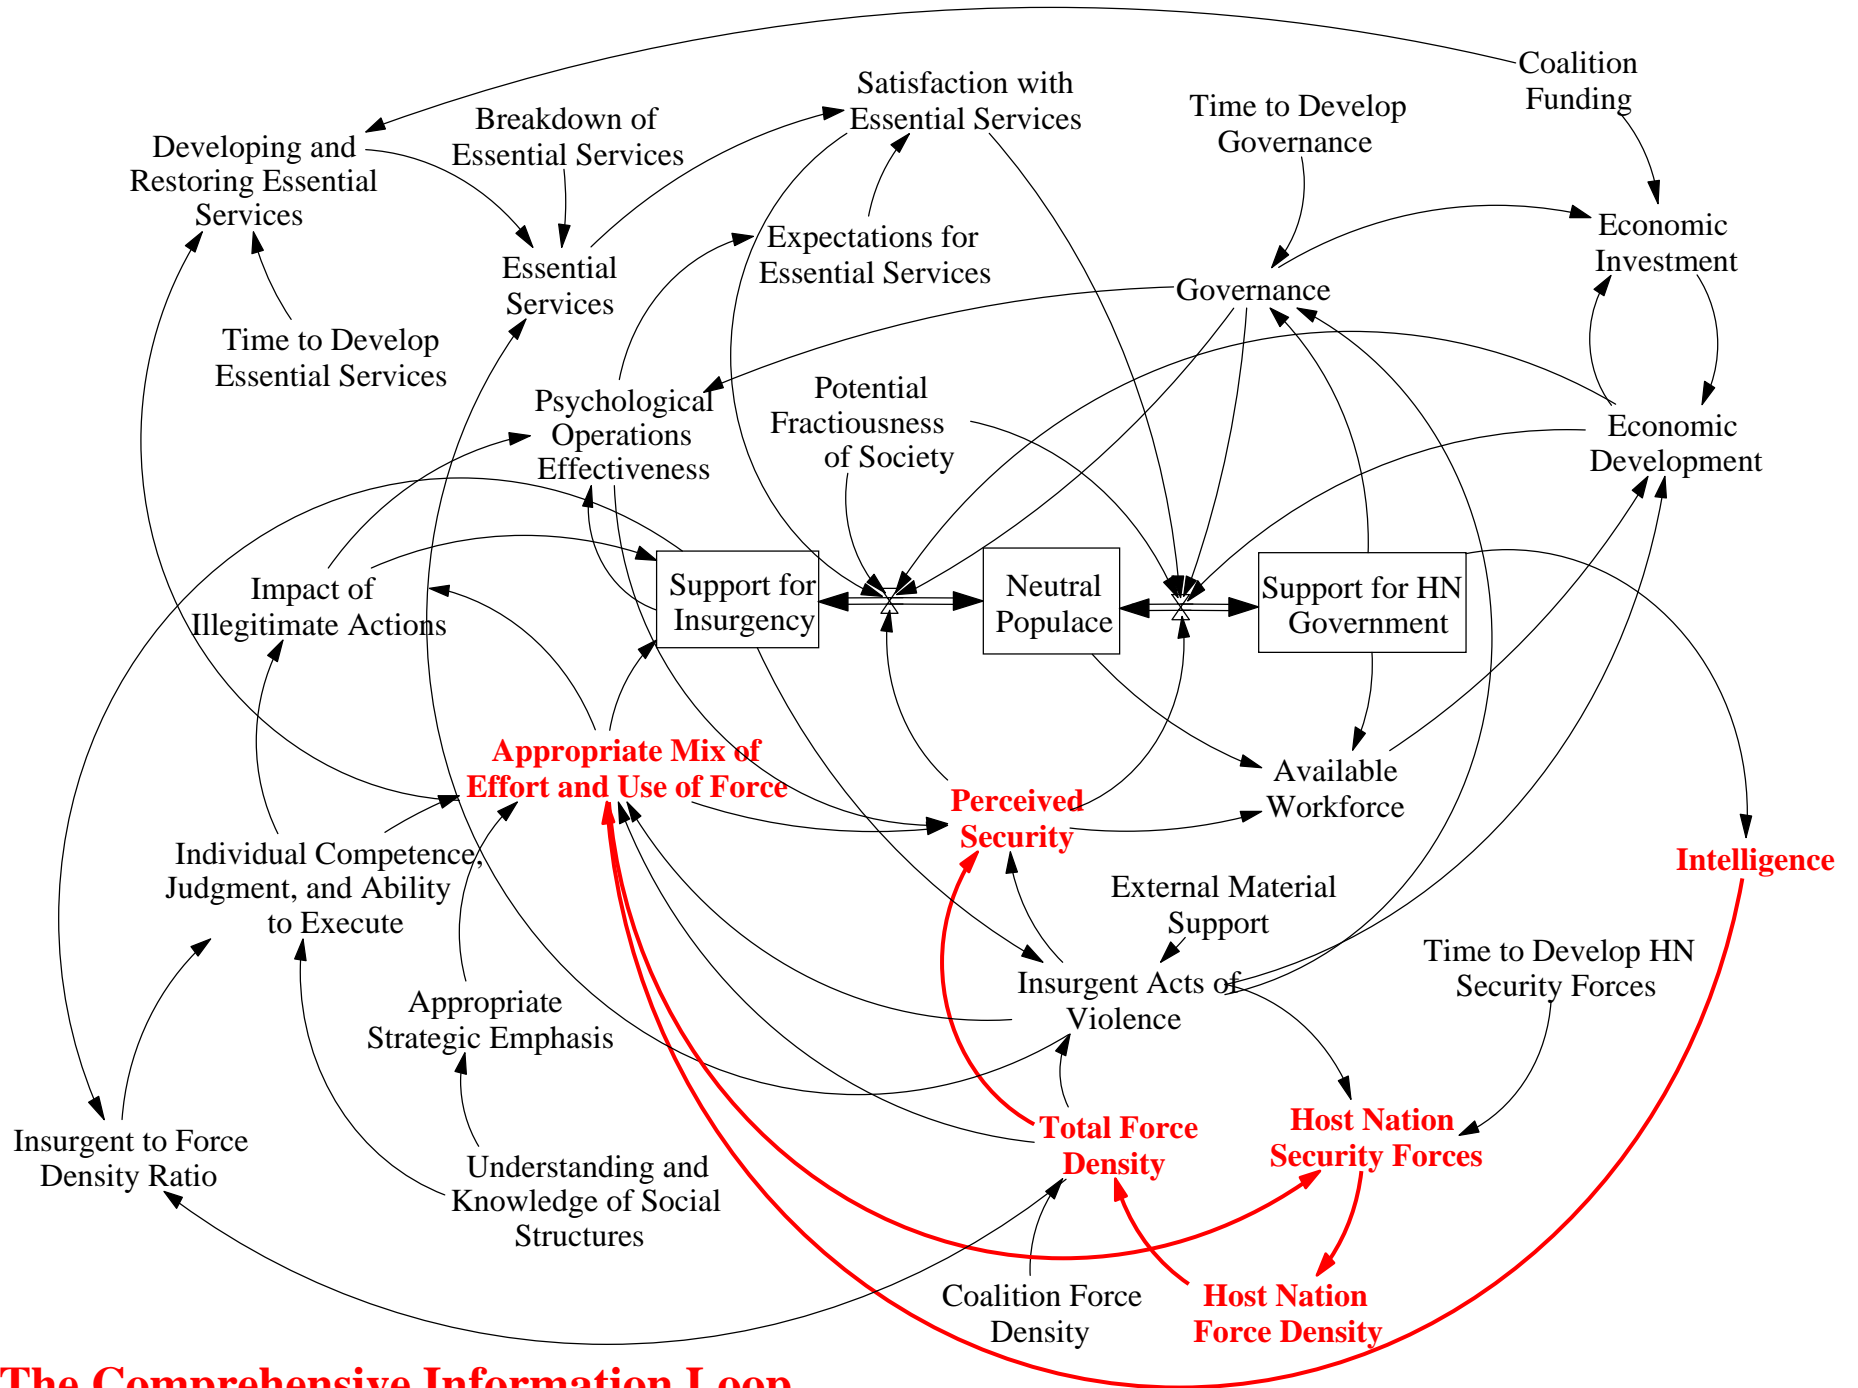 Coalition
Funding
Satisfaction with
Essential Services
Time to Develop
Governance
Breakdown of
Essential Services
Developing and
Restoring Essential
Services
Economic
Investment
Expectations for
Essential Services
Essential
Services
Governance
Time to Develop
Essential Services
Psychological
Operations
Effectiveness
Potential
Fractiousness
of Society
Economic
Development
Impact of
Illegitimate Actions
Support for
Insurgency
Neutral
Populace
Support for HN
Government
Appropriate Mix of
Effort and Use of Force
Perceived
Security
Available
Workforce
Intelligence
Individual Competence,
Judgment, and Ability
to Execute
External Material
Support
Time to Develop HN
Security Forces
Appropriate
Strategic Emphasis
Insurgent Acts of
Violence
Insurgent to Force
Density Ratio
Understanding and
Knowledge of Social
Structures
Total Force
Density
Host Nation
Security Forces
Coalition Force
Density
Host Nation
Force Density
The Comprehensive Information Loop